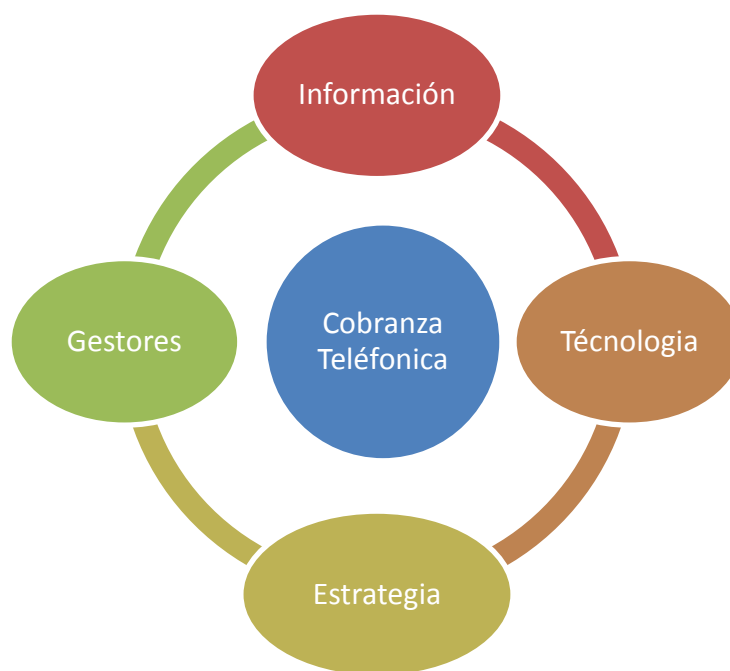 Información
Gestores
Cobranza
Teléfonica
Técnologia
Estrategia